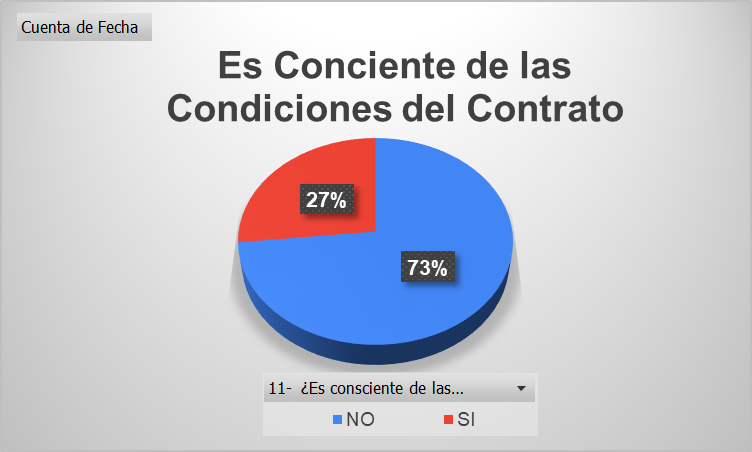 Cuenta de Fecha
Es Conciente de las
Condiciones del Contrato
27%
73%
11- ¿Es consciente de las...
NO SI